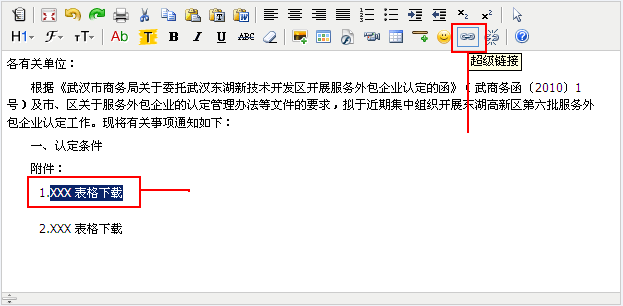 H1 ℱ тT Ab T B I U ABC
超级链接
各有关单位：
根据《武汉市商务局关于委托武汉东湖新技术开发区开展服务外包企业认定的函》（武商务函〔2010〕1
号）及市、区关于服务外包企业的认定管理办法等文件的要求，拟于近期集中组织开展东湖高新区第六批服务外
包企业认定工作。现将有关事项通知如下：
一、认定条件
附件：
1.XXX 表格下载
2.XXX 表格下载